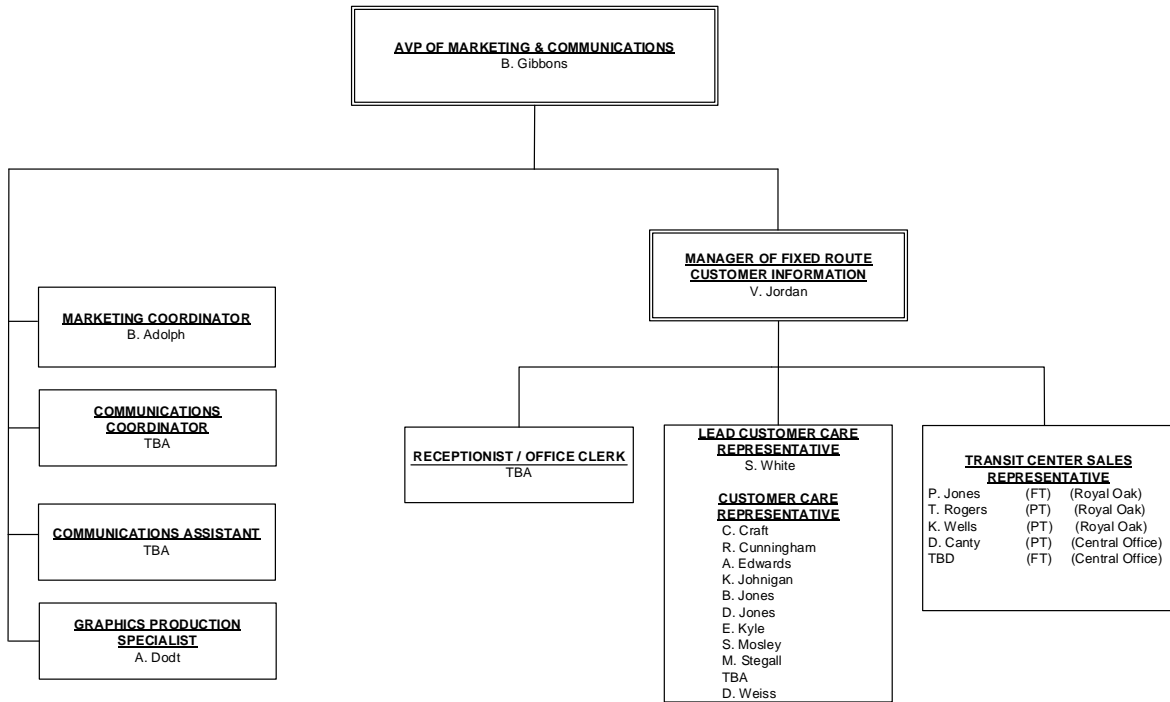 AVP OF MARKETING & COMMUNICATIONS
B. Gibbons
MANAGER OF FIXED ROUTE
CUSTOMER INFORMATION
V. Jordan
MARKETING COORDINATOR
B. Adolph
COMMUNICATIONS
COORDINATOR
TBA
COMMUNICATIONS ASSISTANT
TBA
GRAPHICS PRODUCTION
SPECIALIST
A. Dodt
RECEPTIONIST / OFFICE CLERK
TBA
LEAD CUSTOMER CARE
REPRESENTATIVE
S. White
CUSTOMER CARE
REPRESENTATIVE
C. Craft
R. Cunningham
A. Edwards
K. Johnigan
B. Jones
D. Jones
E. Kyle
S. Mosley
M. Stegall
TBA
D. Weiss
TRANSIT CENTER SALES
REPRESENTATIVE
P. Jones (FT) (Royal Oak)
T. Rogers (PT) (Royal Oak)
K. Wells (PT) (Royal Oak)
D. Canty (PT) (Central Office)
TBD (FT) (Central Office)